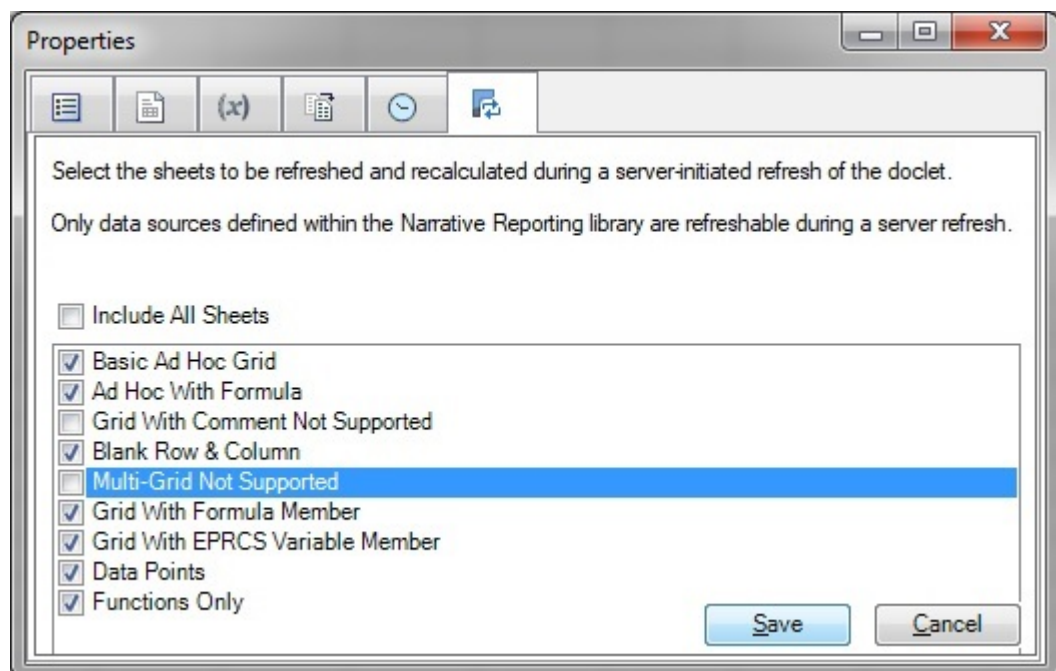 Properties
(x)
Select the sheets to be refreshed and recalculated during a server-initiated refresh of the doclet.
Only data sources defined within the Narrative Reporting library are refreshable during a server refresh.
Include All Sheets
Basic Ad Hoc Grid
Ad Hoc With Formula
Grid With Comment Not Supported
Blank Row & Column
Multi-Grid Not Supported
Grid With Formula Member
Grid With EPRCS Variable Member
Data Points
Functions Only
Save Cancel